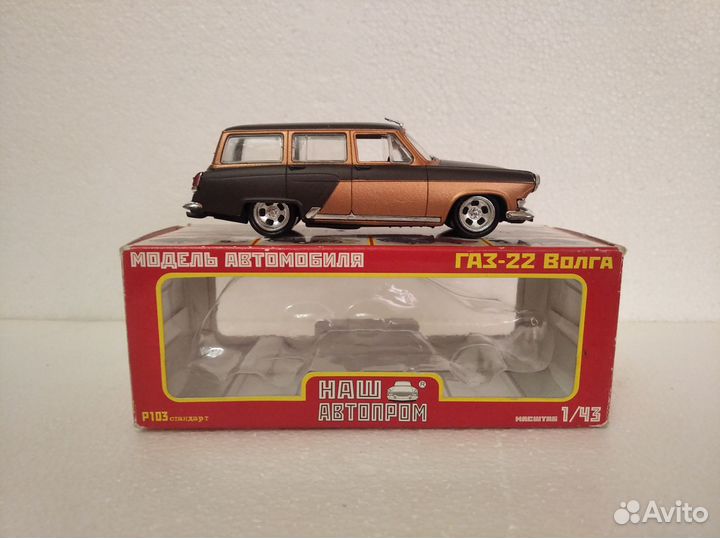 МОДЕЛЬ АВТОМОБИЛЯ
ГАЗ-22 Волга
НАШ АВТОПРОМ ®
Р103 стандарт
масштаб 1/43
Avito